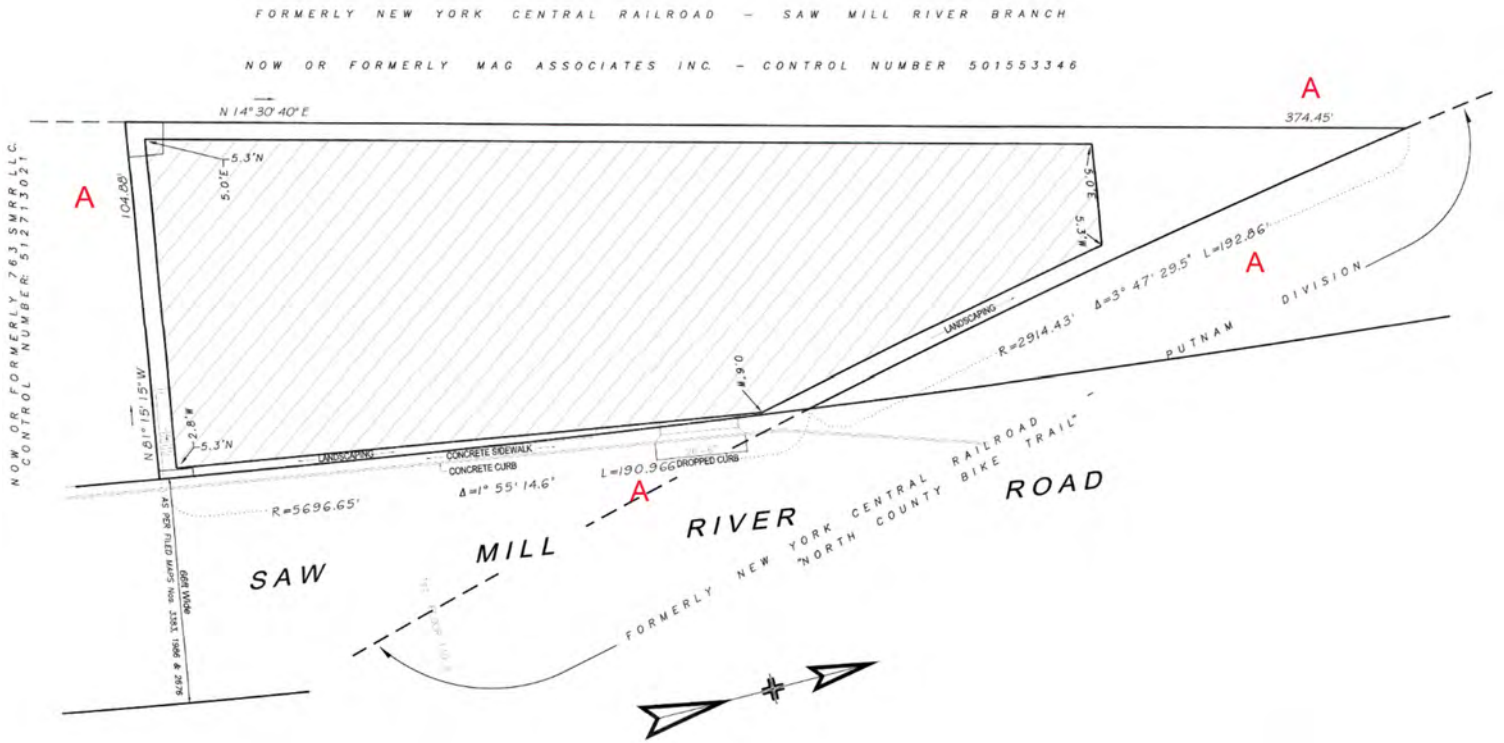 FORMERLY NEW YORK CENTRAL RAILROAD – SAW MILL RIVER BRANCH
NOW OR FORMERLY MAG ASSOCIATES INC. – CONTROL NUMBER 501553346
A
N 14° 30' 40" E
374.45'
NOW OR FORMERLY 763 SMRR LLC.
CONTROL NUMBER: 512713021
A
104.88'
5.3'N
5.0'E
5.0'E
5.3'W
R=2914.43' Δ=3° 47' 29.5" L=192.86'
A
PUTNAM DIVISION
LANDSCAPING
0.6'W
N 81° 15' 15" W
2.8'W
5.3'N
LANDSCAPING
CONCRETE SIDEWALK
CONCRETE CURB
DROPPED CURB
L=190.966
Δ=1° 55' 14.6"
A
R=5696.65'
SAW MILL RIVER ROAD
FORMERLY NEW YORK CENTRAL RAILROAD -
"NORTH COUNTY BIKE TRAIL"
66ft Wide
AS PER FILED MAPS Nos. 3383, 1986 & 2676